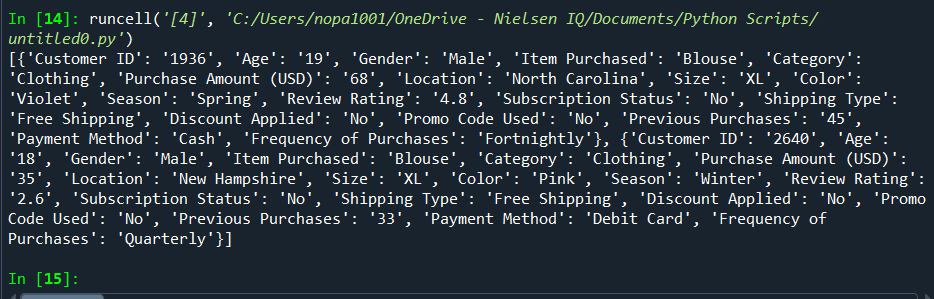 In [14]: runcell('[4]', 'C:/Users/nopa1001/OneDrive - Nielsen IQ/Documents/Python Scripts/
untitled0.py')
[{'Customer ID': '1936', 'Age': '19', 'Gender': 'Male', 'Item Purchased': 'Blouse', 'Category':
'Clothing', 'Purchase Amount (USD)': '68', 'Location': 'North Carolina', 'Size': 'XL', 'Color':
'Violet', 'Season': 'Spring', 'Review Rating': '4.8', 'Subscription Status': 'No', 'Shipping Type':
'Free Shipping', 'Discount Applied': 'No', 'Promo Code Used': 'No', 'Previous Purchases': '45',
'Payment Method': 'Cash', 'Frequency of Purchases': 'Fortnightly'}, {'Customer ID': '2640', 'Age':
'18', 'Gender': 'Male', 'Item Purchased': 'Blouse', 'Category': 'Clothing', 'Purchase Amount (USD)':
'35', 'Location': 'New Hampshire', 'Size': 'XL', 'Color': 'Pink', 'Season': 'Winter', 'Review Rating':
'2.6', 'Subscription Status': 'No', 'Shipping Type': 'Free Shipping', 'Discount Applied': 'No', 'Promo
Code Used': 'No', 'Previous Purchases': '33', 'Payment Method': 'Debit Card', 'Frequency of
Purchases': 'Quarterly'}]
In [15]: